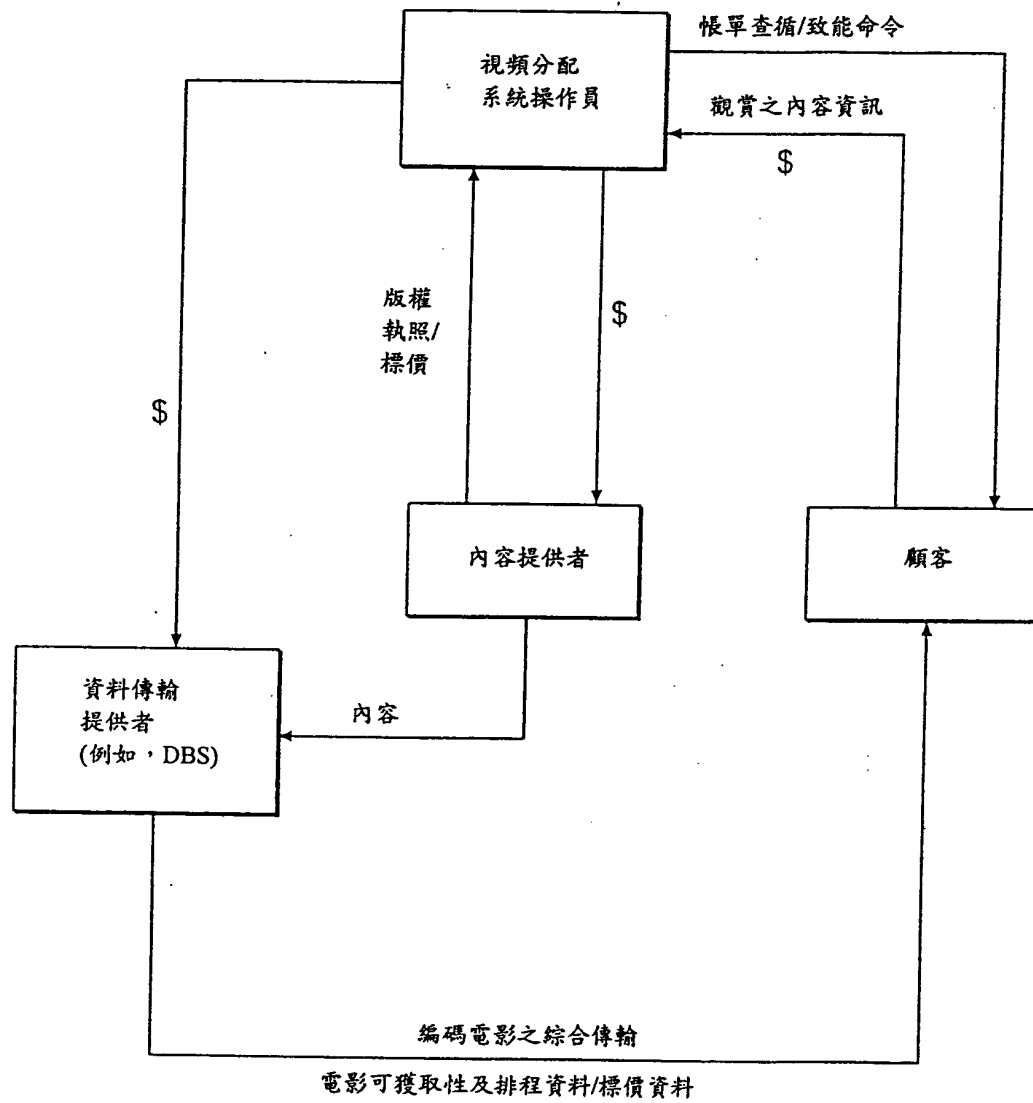 帳單查循/致能命令
視頻分配
系統操作員
觀賞之內容資訊
$
版權
執照/
標價
$
$
內容提供者
顧客
資料傳輸
提供者
(例如，DBS)
內容
編碼電影之綜合傳輸
電影可獲取性及排程資料/標價資料